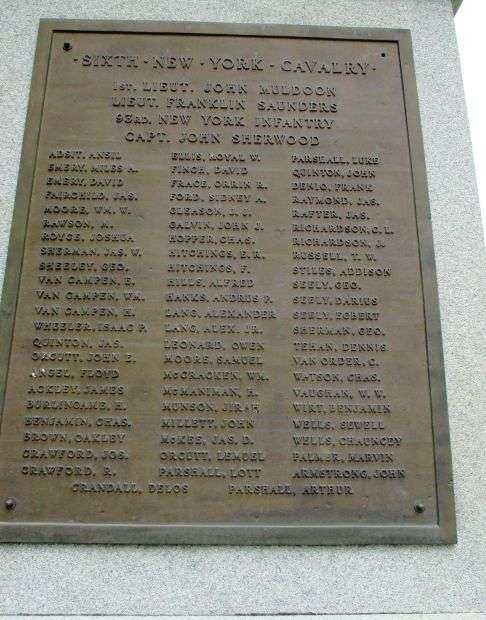 ·SIXTH·NEW·YORK·CAVALRY·
1ST. LIEUT. JOHN MULDOON
LIEUT. FRANKLIN SAUNDERS
93RD. NEW YORK INFANTRY
CAPT. JOHN SHERWOOD
ADSIT, ANSIL
EMERY, MILES A.
EMERY, DAVID
FAIRCHILD, JAS.
MOORE, WM. W.
RAWSON, M.
ROYCE, JOSHUA
SHERMAN, JAS. W.
SHEELEY, GEO.
VAN CAMPEN, E.
VAN CAMPEN, WM.
VAN CAMPEN, H.
WHEELER, ISAAC P.
QUINTON, JAS.
ORCUTT, JOHN E.
ANGEL, FLOYD
ACKLEY, JAMES
BURLINGAME, H.
BENJAMIN, CHAS.
BROWN, OAKLEY
CRAWFORD, JOS.
CRAWFORD, R.
ELLIS, ROYAL W.
FINCH, DAVID
FRACE, ORRIN R.
FORD, SIDNEY A.
GLEASON, J. J.
GALVIN, JOHN J.
HOPPER, CHAS.
HITCHINGS, E. R.
HITCHINGS, F.
HILLS, ALFRED
HANKS, ANDRUS P.
LANG, ALEXANDER
LANG, ALEX. JR.
LEONARD, OWEN
MOORE, SAMUEL
McCRACKEN, WM.
McMANIMAN, H.
MUNSON, JIRAH
MILLETT, JOHN
McKEE, JAS. D.
ORCUTT, LEMUEL
PARSHALL, LOTT
PARSHALL, LUKE
QUINTON, JOHN
DENIO, FRANK
RAYMOND, JAS.
RAFTER, JAS.
RICHARDSON, C. L.
RICHARDSON, J.
RUSSELL, T. W.
STILES, ADDISON
SEELY, GEO.
SEELY, DARIUS
SEELY, EGBERT
SHERMAN, GEO.
TEHAN, DENNIS
VAN ORDER, C.
WATSON, CHAS.
VAUGHAN, W. W.
WIRT, BENJAMIN
WELLS, SEWELL
WELLS, CHAUNCEY
PALMER, MARVIN
ARMSTRONG, JOHN
CRANDALL, DELOS PARSHALL, ARTHUR